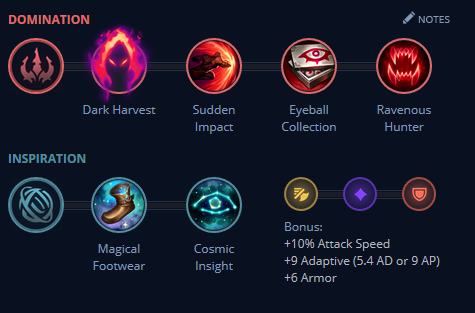 DOMINATION
NOTES
Dark Harvest
Sudden
Impact
Eyeball
Collection
Ravenous
Hunter
INSPIRATION
Magical
Footwear
Cosmic
Insight
Bonus:
+10% Attack Speed
+9 Adaptive (5.4 AD or 9 AP)
+6 Armor